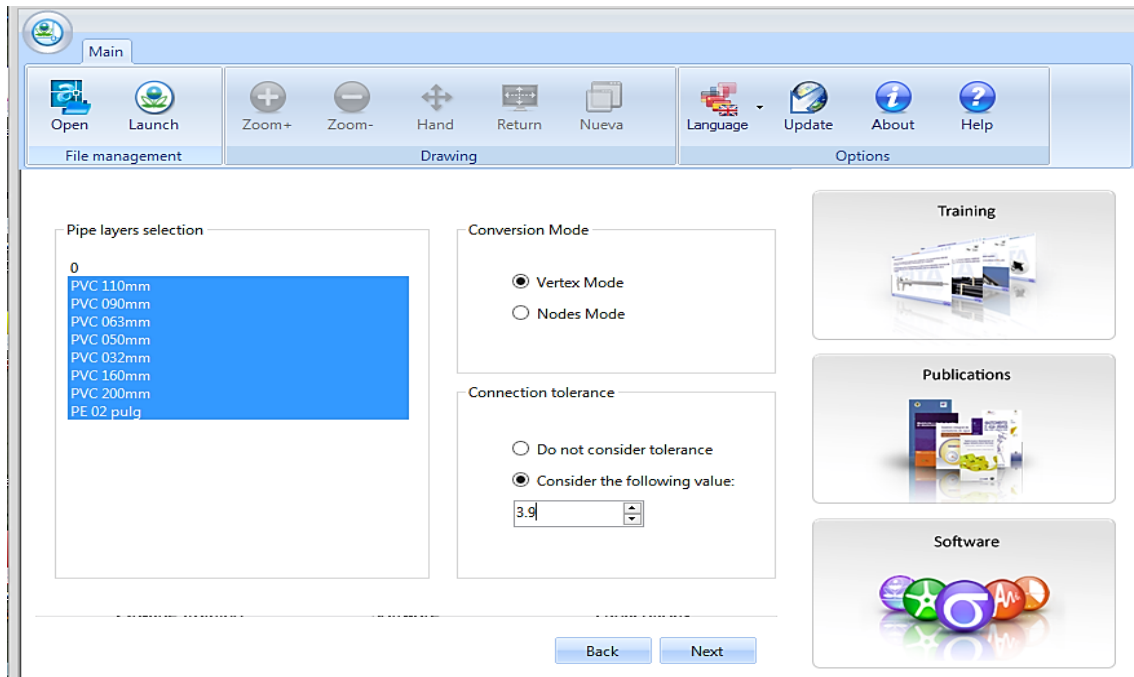 Main
Open
Launch
Zoom+
Zoom-
Hand
Return
Nueva
Language
Update
About
Help
File management
Drawing
Options
Pipe layers selection
0
PVC 110mm
PVC 090mm
PVC 063mm
PVC 050mm
PVC 032mm
PVC 160mm
PVC 200mm
PE 02 pulg
Conversion Mode
Vertex Mode
Nodes Mode
Connection tolerance
Do not consider tolerance
Consider the following value:
3.9
Back
Next
Training
Publications
Software